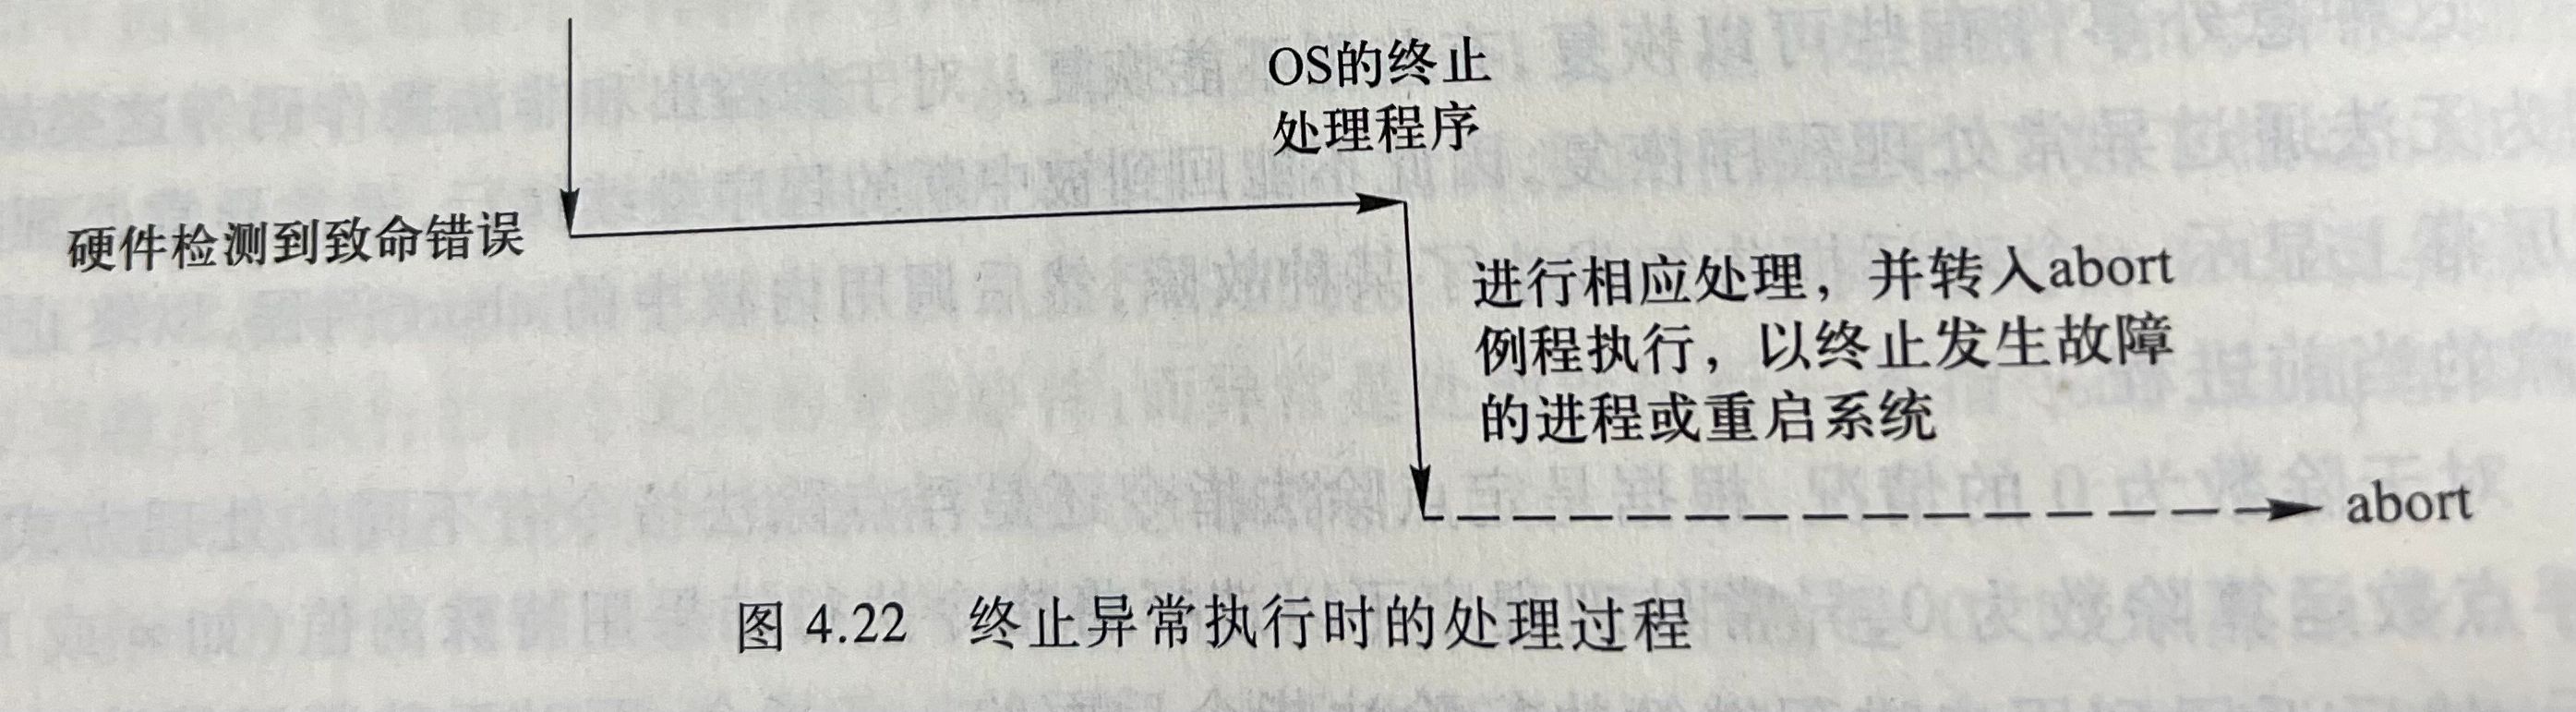 OS的终止
处理程序
硬件检测到致命错误
进行相应处理，并转入abort
例程执行，以终止发生故障
的进程或重启系统
abort
图 4.22 终止异常执行时的处理过程